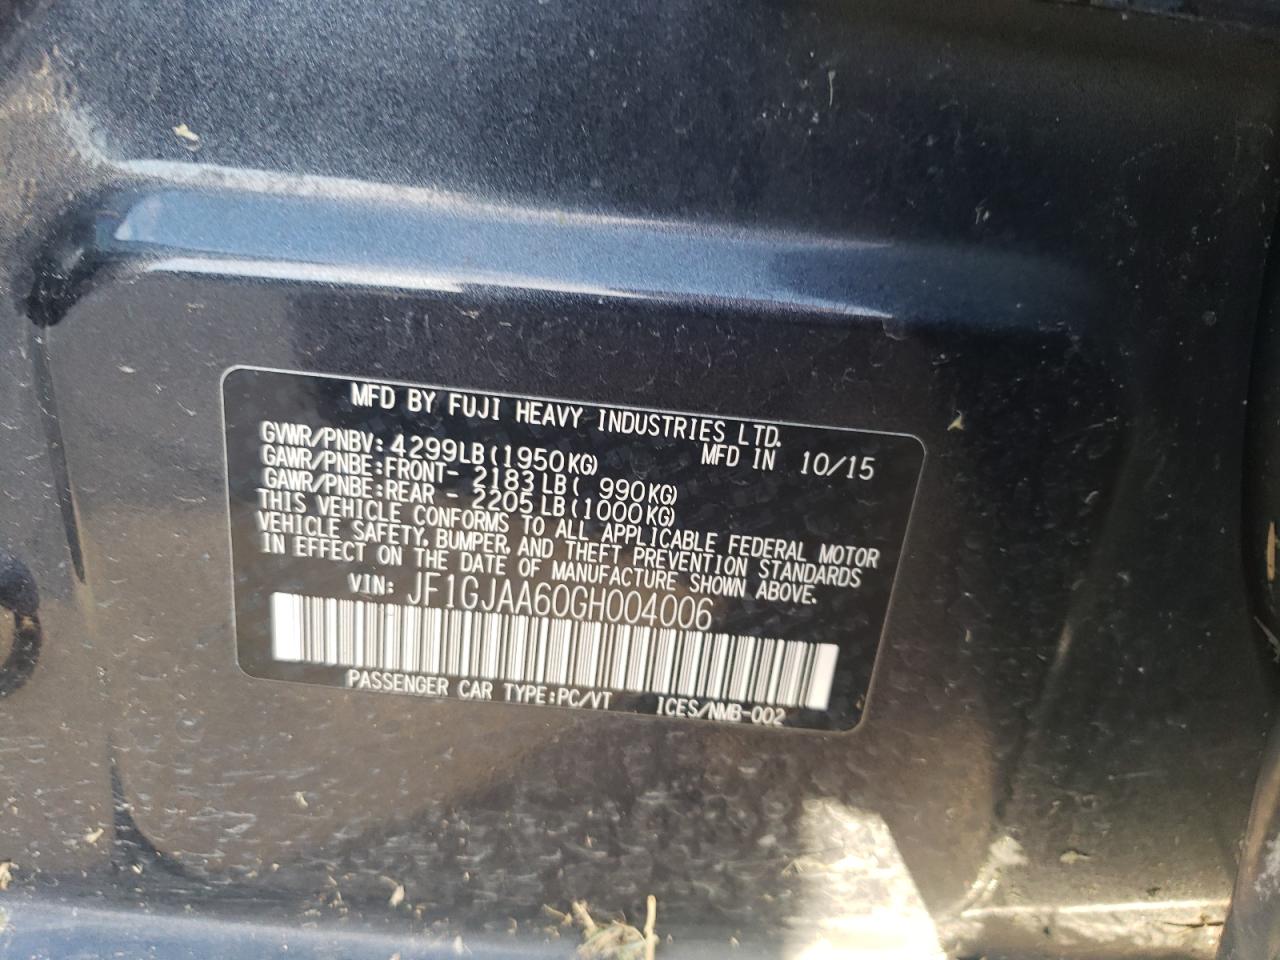 MFD BY FUJI HEAVY INDUSTRIES LTD.
GVWR/PNBV: 4299LB(1950KG) MFD IN 10/15
GAWR/PNBE:FRONT- 2183LB( 990KG)
GAWR/PNBE:REAR - 2205LB(1000KG)
THIS VEHICLE CONFORMS TO ALL APPLICABLE FEDERAL MOTOR
VEHICLE SAFETY, BUMPER, AND THEFT PREVENTION STANDARDS
IN EFFECT ON THE DATE OF MANUFACTURE SHOWN ABOVE.
VIN: JF1GJAA60GH004006
PASSENGER CAR TYPE:PC/VT ICES/NMB-002